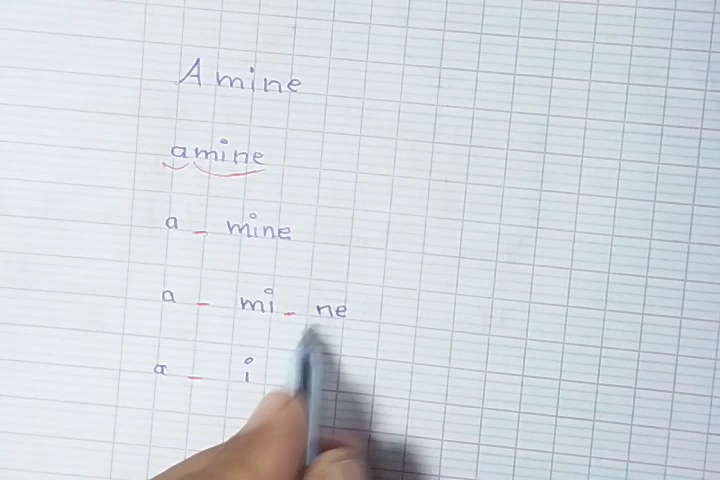 Amine
amine
a - mine
a - mi - ne
a - i